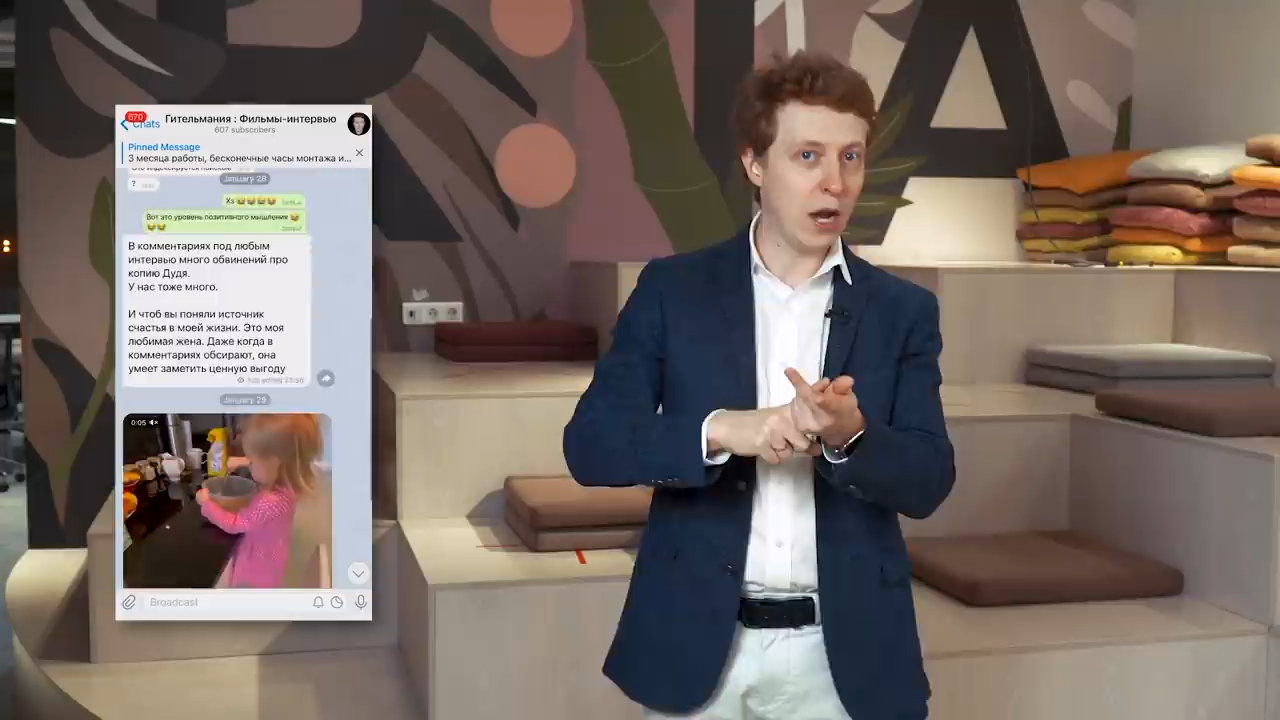 670
Chats
Гительмания : Фильмы-интервью
607 subscribers
Pinned Message
3 месяца работы, бесконечные часы монтажа и...
?
January 28
Хз
Вот это уровень позитивного мышления
В комментариях под любым
интервью много обвинений про
копию Дудя.
У нас тоже много.
И чтоб вы поняли источник
счастья в моей жизни. Это моя
любимая жена. Даже когда в
комментариях обсирают, она
умеет заметить ценную выгоду
January 29
0:05
Broadcast